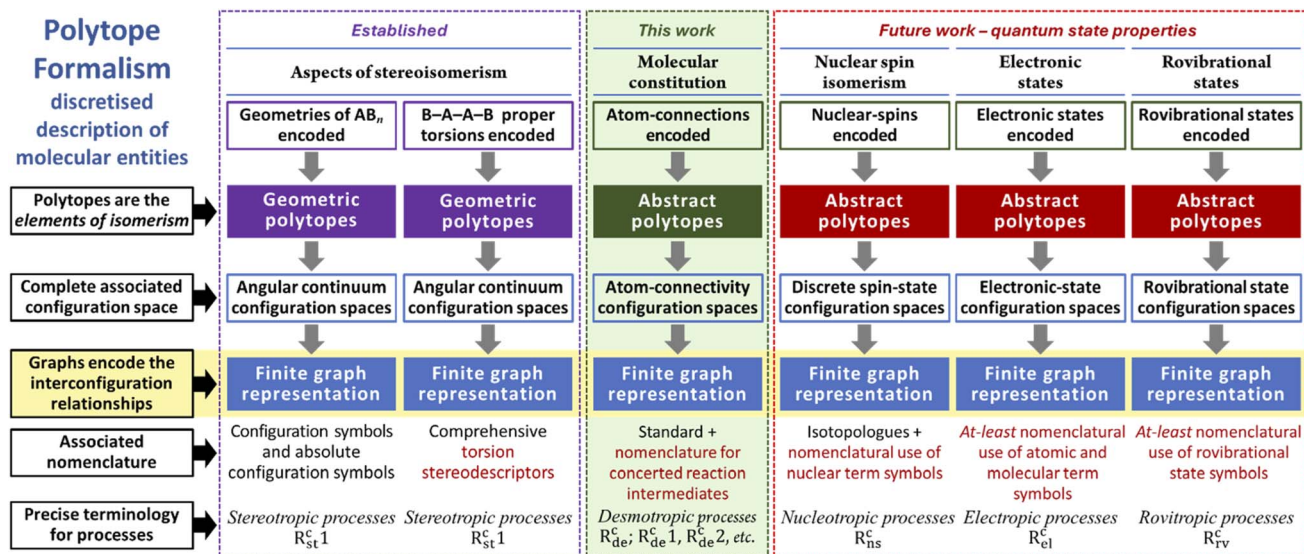 Polytope
Formalism
discretised
description of
molecular entities
Established
This work
Future work – quantum state properties
Aspects of stereoisomerism
Molecular
constitution
Nuclear spin
isomerism
Electronic
states
Rovibrational
states
Geometries of ABn
encoded
B–A–A–B proper
torsions encoded
Atom-connections
encoded
Nuclear-spins
encoded
Electronic states
encoded
Rovibrational states
encoded
Polytopes are the
elements of isomerism
Geometric
polytopes
Geometric
polytopes
Abstract
polytopes
Abstract
polytopes
Abstract
polytopes
Abstract
polytopes
Complete associated
configuration space
Angular continuum
configuration spaces
Angular continuum
configuration spaces
Atom-connectivity
configuration spaces
Discrete spin-state
configuration spaces
Electronic-state
configuration spaces
Rovibrational state
configuration spaces
Graphs encode the
interconfiguration
relationships
Finite graph
representation
Finite graph
representation
Finite graph
representation
Finite graph
representation
Finite graph
representation
Finite graph
representation
Associated
nomenclature
Configuration symbols
and absolute
configuration symbols
Comprehensive
torsion
stereodescriptors
Standard +
nomenclature for
concerted reaction
intermediates
Isotopologues +
nomenclatural use of
nuclear term symbols
At-least nomenclatural
use of atomic and
molecular term
symbols
At-least nomenclatural
use of rovibrational
state symbols
Precise terminology
for processes
Stereotropic processes
R^c_st1
Stereotropic processes
R^c_st1
Desmotropic processes
R^c_de; R^c_de1, R^c_de2, etc.
Nucleotropic processes
R^c_ns
Electropic processes
R^c_el
Rovitropic processes
R^c_rv